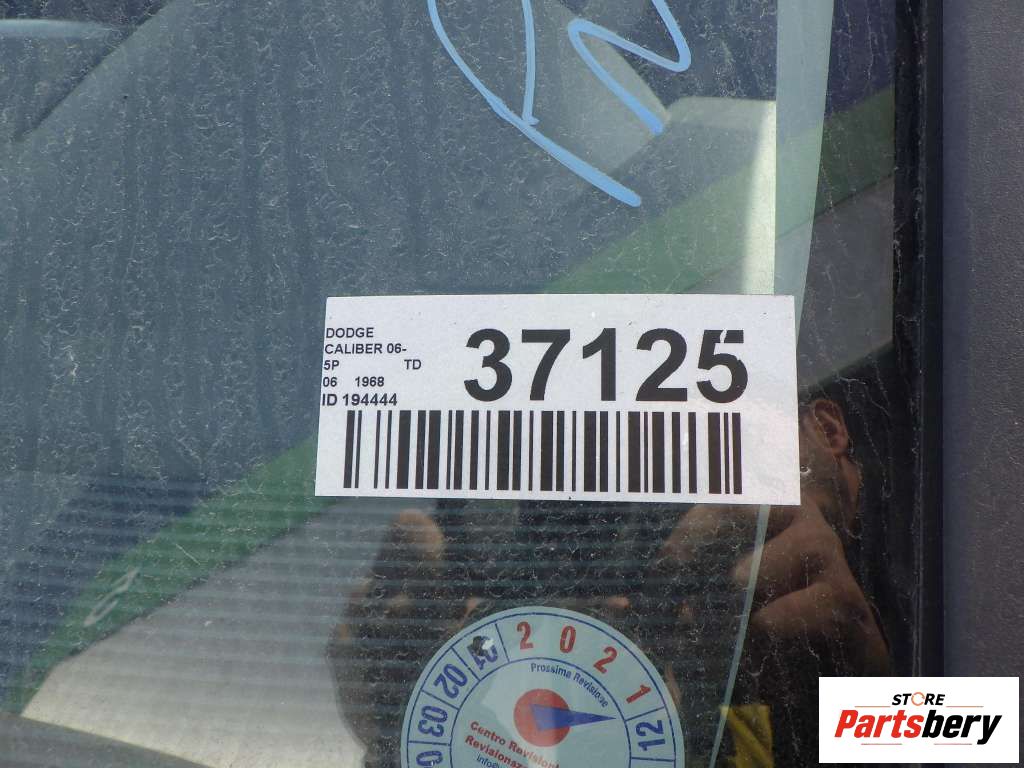 DODGE
CALIBER 06-
5P TD
06 1968
ID 194444
37125
2021
Prossima Revisione
01
02
03
12
Centro Revisioni
STORE
Partsbery